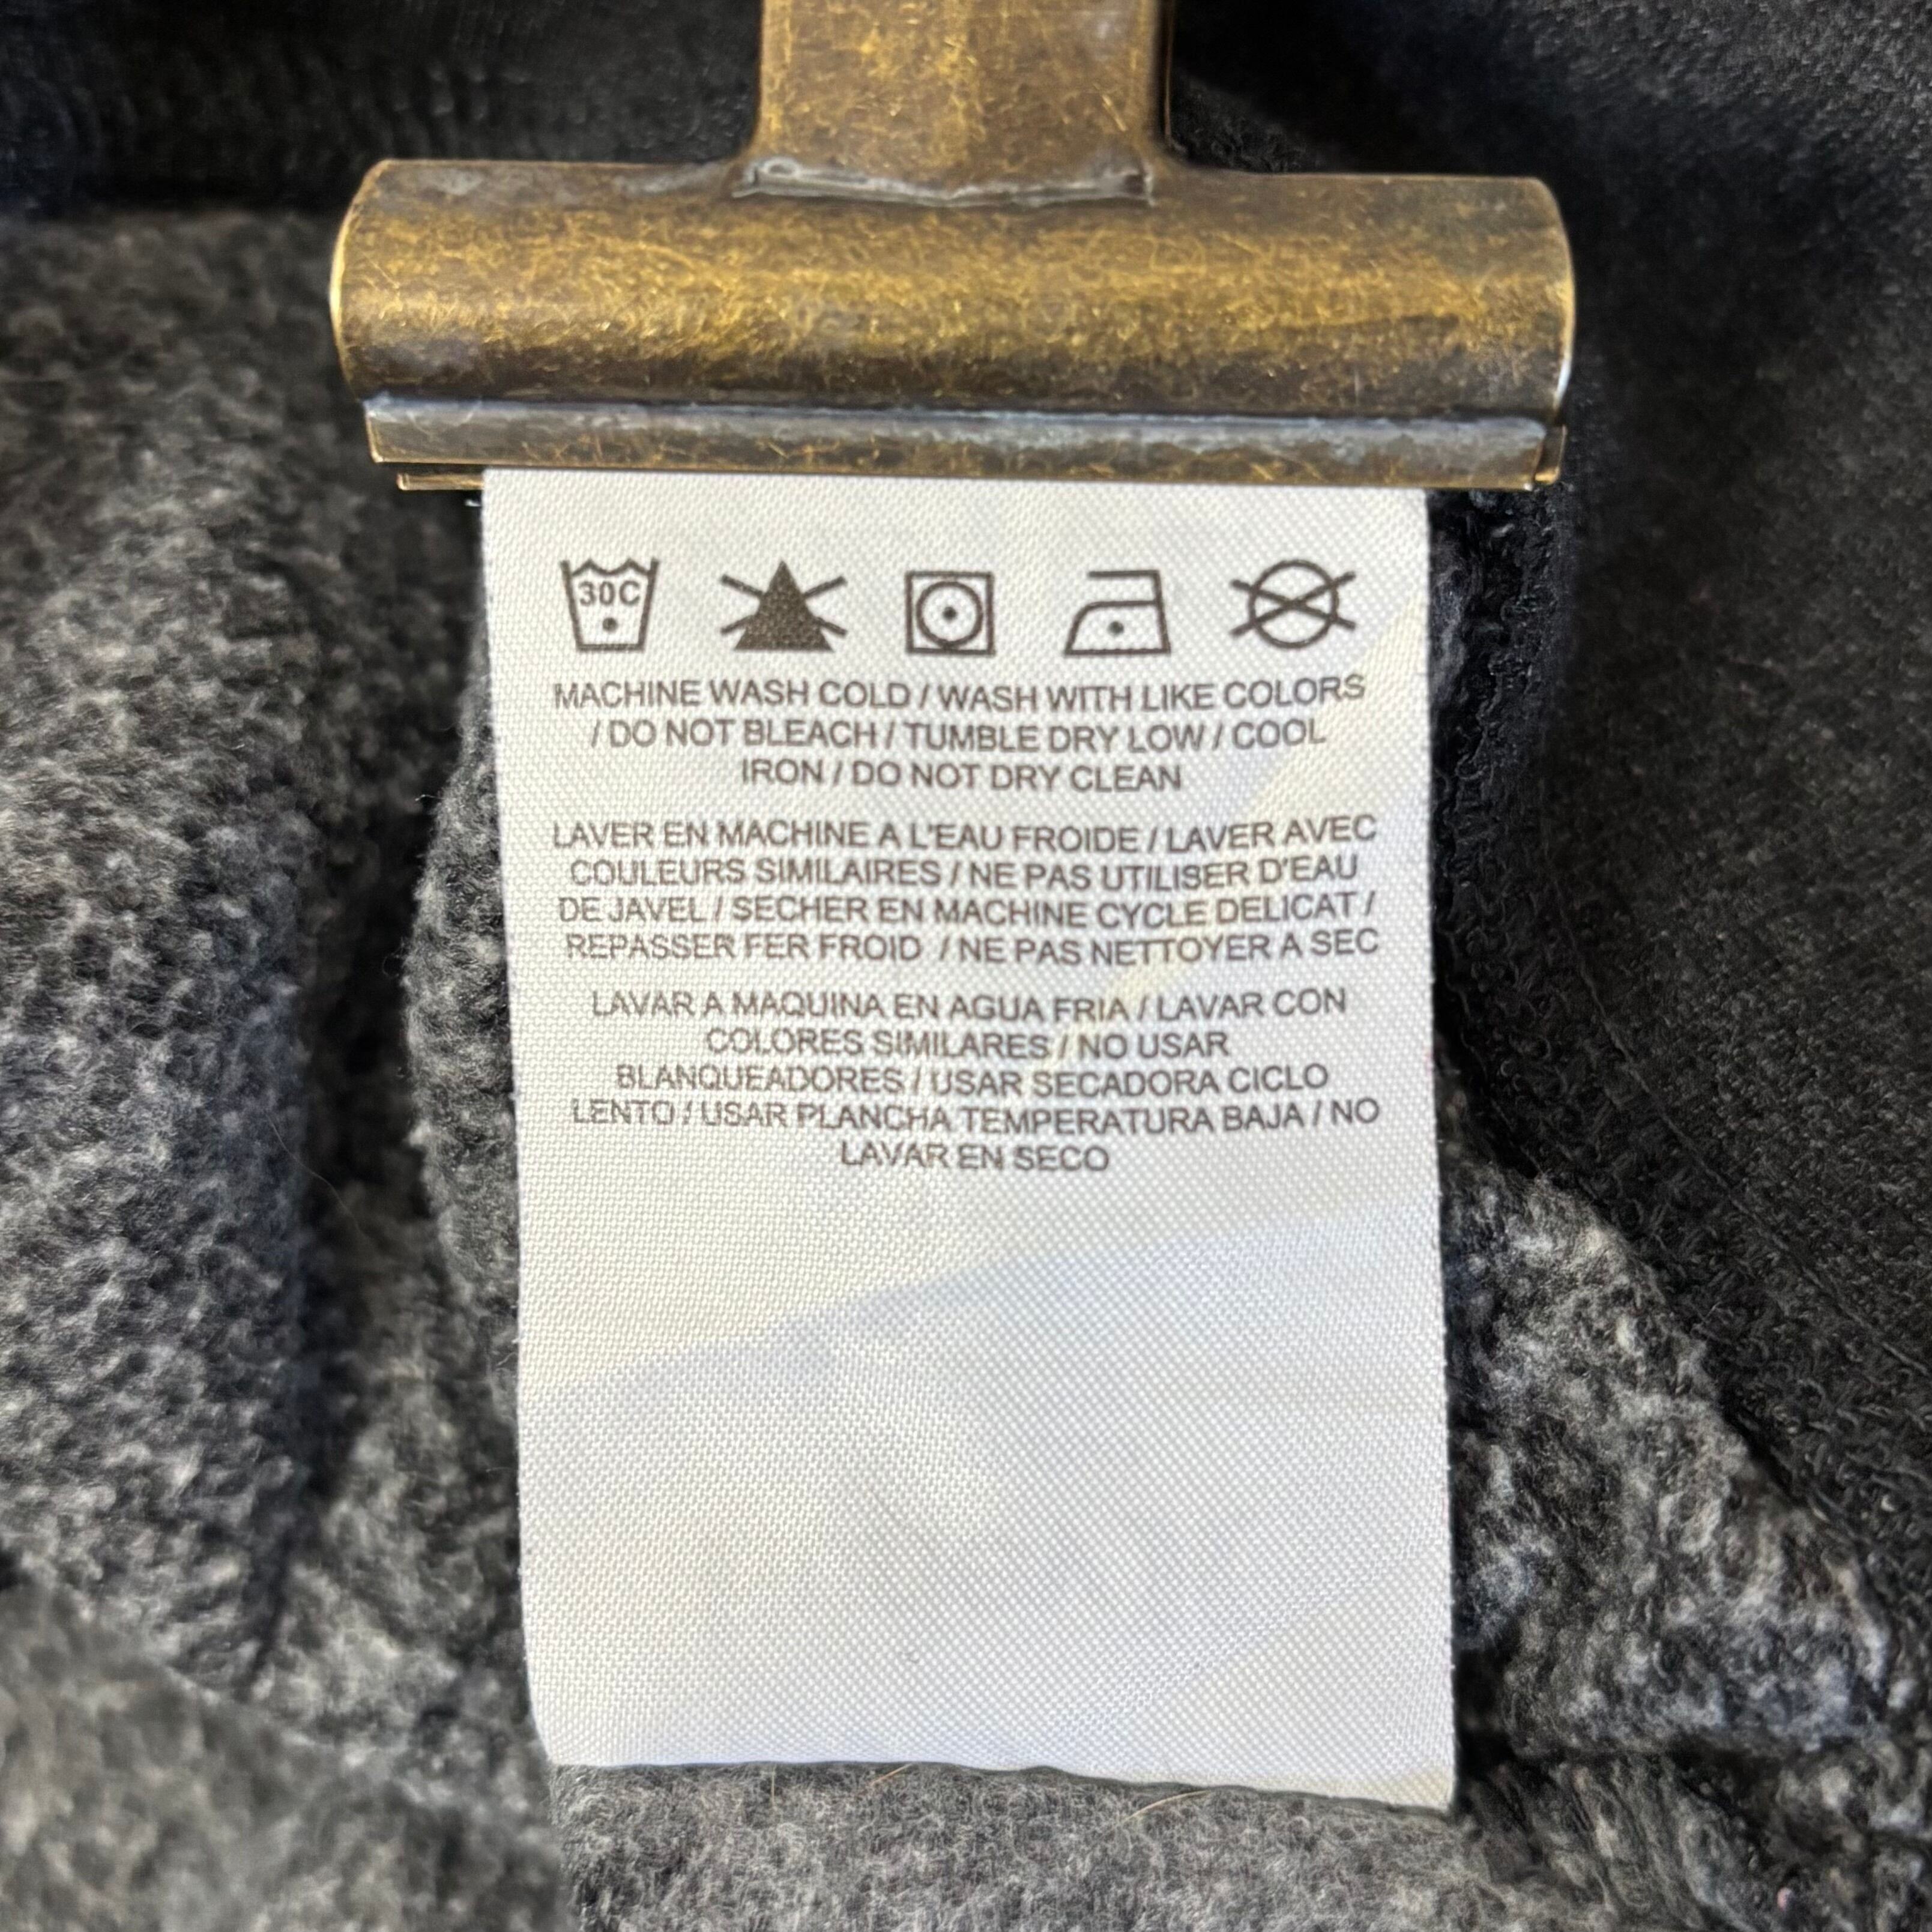 30C
MACHINE WASH COLD / WASH WITH LIKE COLORS
/ DO NOT BLEACH / TUMBLE DRY LOW / COOL
IRON / DO NOT DRY CLEAN
LAVER EN MACHINE A L'EAU FROIDE / LAVER AVEC
COULEURS SIMILAIRES / NE PAS UTILISER D'EAU
DE JAVEL / SECHER EN MACHINE CYCLE DELICAT /
REPASSER FER FROID / NE PAS NETTOYER A SEC
LAVAR A MAQUINA EN AGUA FRIA / LAVAR CON
COLORES SIMILARES / NO USAR
BLANQUEADORES / USAR SECADORA CICLO
LENTO / USAR PLANCHA TEMPERATURA BAJA / NO
LAVAR EN SECO